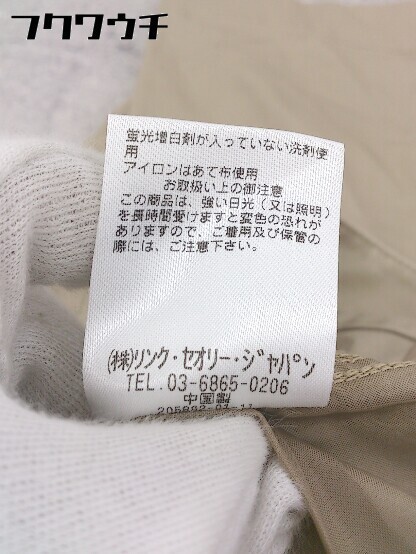 フクワウチ
蛍光増白剤が入っていない洗剤使
用
アイロンはあて布使用
お取扱い上の御注意
この商品は、強い日光(又は照明)
を長時間受けますと変色の恐れが
ありますので、ご着用及び保管の
際には、ご注意下さい。
(株)リンク・セオリー・ジャパン
TEL.03-6865-0206
中国製